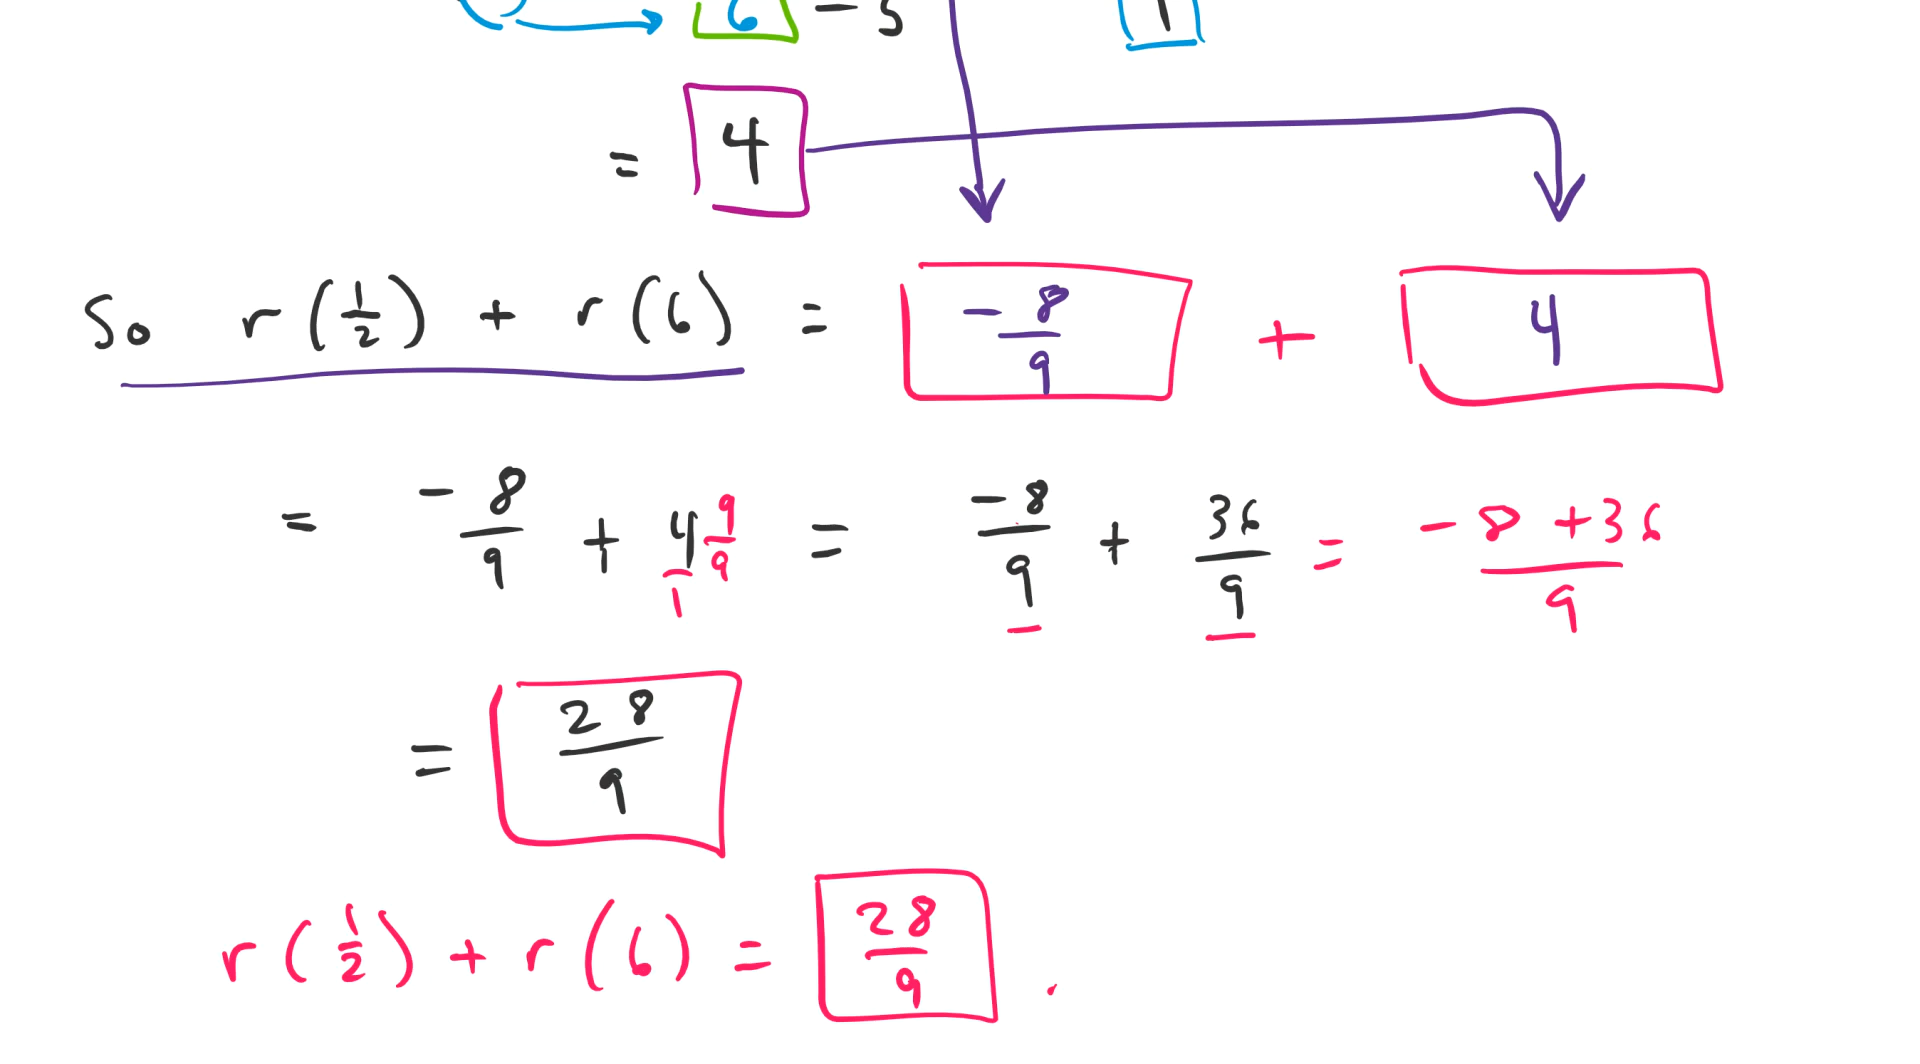 6 - 5
= 4
So r(1/2) + r(6) = -8/9 + 4
= -8/9 + 4/1 9/9 = -8/9 + 36/9 = -8+36/9
= 28/9
r(1/2) + r(6) = 28/9 .